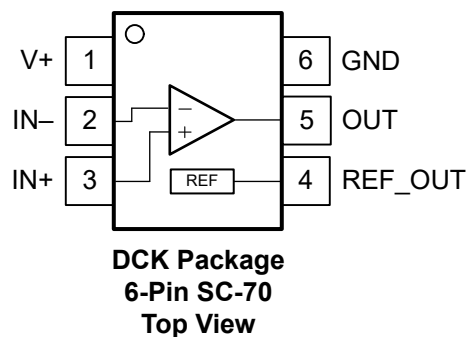 V+ 1 6 GND
IN– 2 − 5 OUT
IN+ 3 + 4 REF_OUT
REF
DCK Package
6-Pin SC-70
Top View